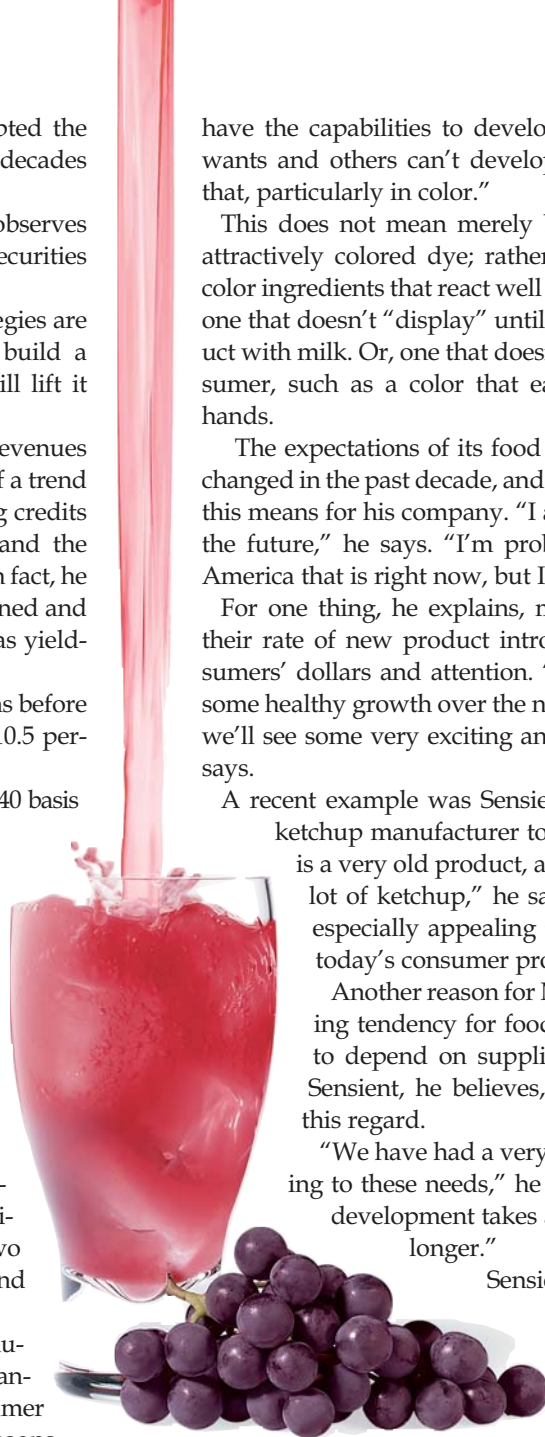 pted the
decades
observes
ecurities
egies are
build a
ill lift it
evenues
f a trend
g credits
and the
n fact, he
ned and
as yield-
ns before
10.5 per-
40 basis
-
i-
vo
nd
u-
an-
mer
have the capabilities to develo
wants and others can’t develop
that, particularly in color.”
This does not mean merely
attractively colored dye; rather
color ingredients that react well
one that doesn’t “display” until
uct with milk. Or, one that does
sumer, such as a color that ea
hands.
The expectations of its food
changed in the past decade, and
this means for his company. “I a
the future,” he says. “I’m prob
America that is right now, but I
For one thing, he explains, m
their rate of new product intro
sumers’ dollars and attention. “
some healthy growth over the n
we’ll see some very exciting an
says.
A recent example was Sensie
ketchup manufacturer to
is a very old product, a
lot of ketchup,” he sa
especially appealing
today’s consumer pro
Another reason for M
ing tendency for food
to depend on suppli
Sensient, he believes,
this regard.
“We have had a very
ing to these needs,” he
development takes a
longer.”
Sensie